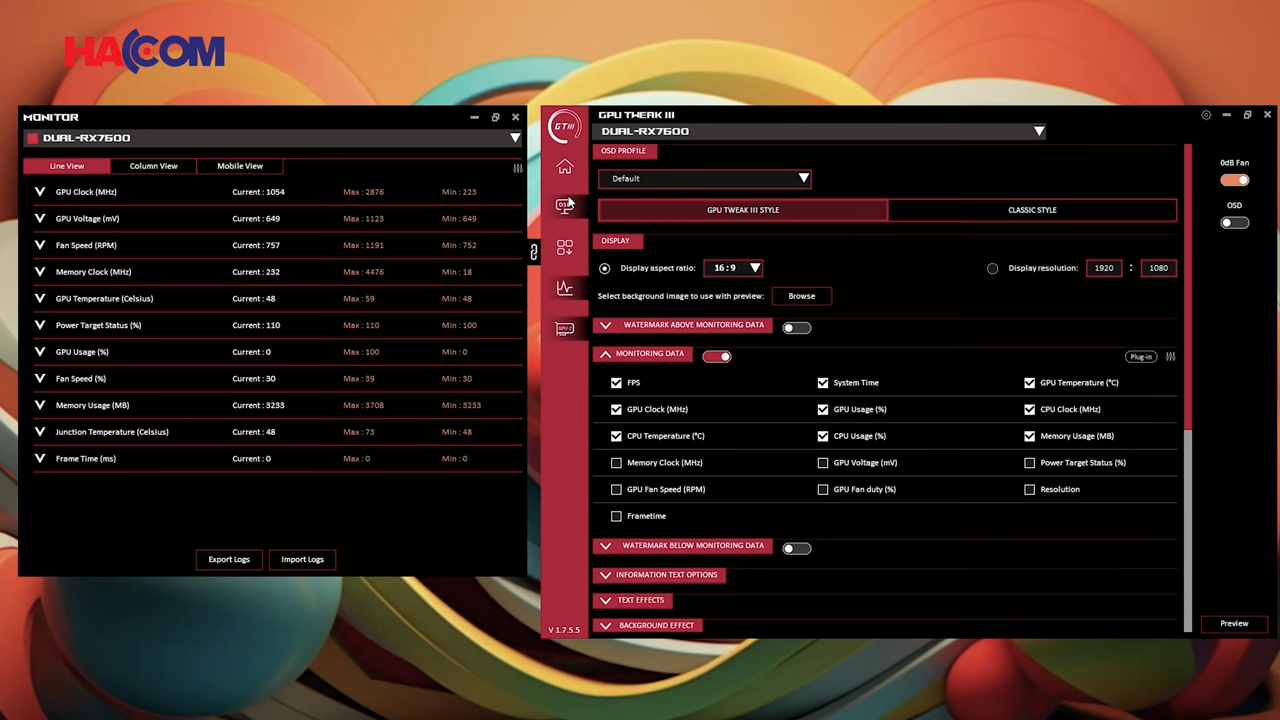 HACOM
MONITOR
DUAL-RX7600
Line View
Column View
Mobile View
GPU Clock (MHz) Current : 1054 Max : 2876 Min : 223
GPU Voltage (mV) Current : 649 Max : 1123 Min : 649
Fan Speed (RPM) Current : 757 Max : 1191 Min : 752
Memory Clock (MHz) Current : 232 Max : 4476 Min : 18
GPU Temperature (Celsius) Current : 48 Max : 59 Min : 48
Power Target Status (%) Current : 110 Max : 110 Min : 100
GPU Usage (%) Current : 0 Max : 100 Min : 0
Fan Speed (%) Current : 30 Max : 39 Min : 30
Memory Usage (MB) Current : 3233 Max : 3708 Min : 3233
Junction Temperature (Celsius) Current : 48 Max : 73 Min : 48
Frame Time (ms) Current : 0 Max : 0 Min : 0
Export Logs
Import Logs
GTIII
OSD
GPU Z
V 1.7.5.5
GPU TWEAK III
DUAL-RX7600
OSD PROFILE
Default
GPU TWEAK III STYLE
CLASSIC STYLE
DISPLAY
Display aspect ratio: 16 : 9
Display resolution: 1920 : 1080
Select background image to use with preview: Browse
WATERMARK ABOVE MONITORING DATA
MONITORING DATA
Plug-in
FPS System Time GPU Temperature (°C)
GPU Clock (MHz) GPU Usage (%) CPU Clock (MHz)
CPU Temperature (°C) CPU Usage (%) Memory Usage (MB)
Memory Clock (MHz) GPU Voltage (mV) Power Target Status (%)
GPU Fan Speed (RPM) GPU Fan duty (%) Resolution
Frametime
WATERMARK BELOW MONITORING DATA
INFORMATION TEXT OPTIONS
TEXT EFFECTS
BACKGROUND EFFECT
0dB Fan
OSD
Preview